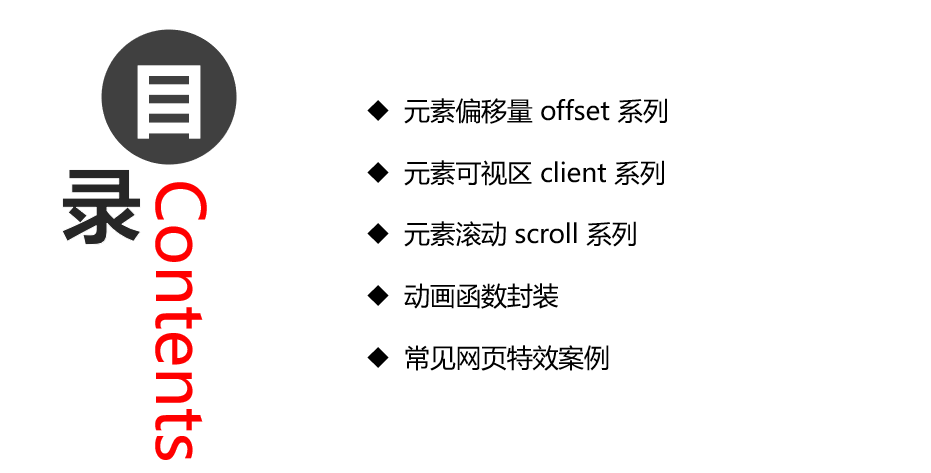 目
录
Contents
◆ 元素偏移量 offset 系列
◆ 元素可视区 client 系列
◆ 元素滚动 scroll 系列
◆ 动画函数封装
◆ 常见网页特效案例